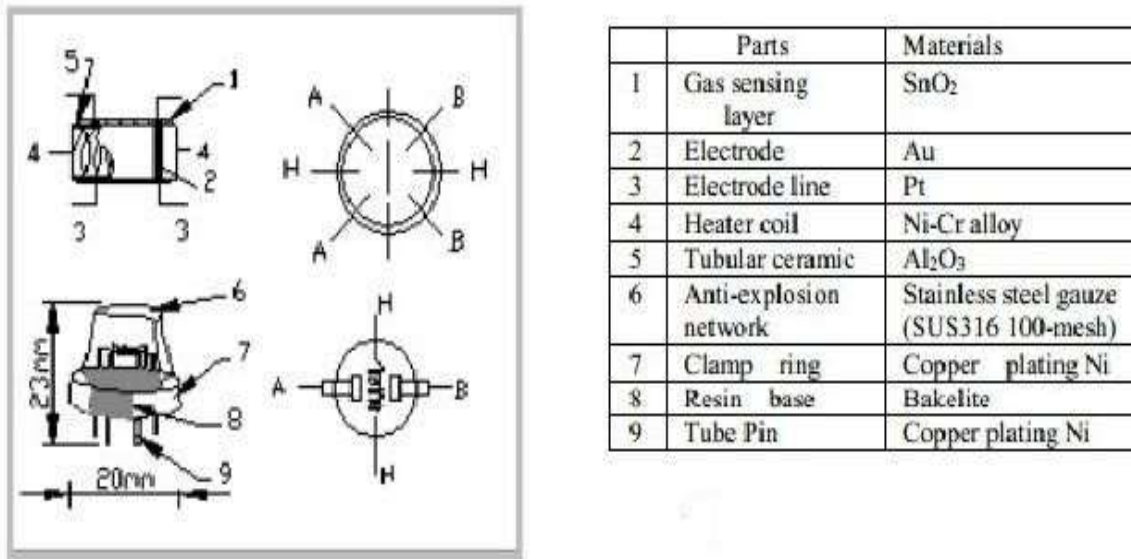 5
1
4
4
2
3
3
A
B
H
H
A
B
6
7
8
9
23mm
20mm
H
A
B
H
Parts Materials
1 Gas sensing SnO₂
layer
2 Electrode Au
3 Electrode line Pt
4 Heater coil Ni-Cr alloy
5 Tubular ceramic Al₂O₃
6 Anti-explosion Stainless steel gauze
network (SUS316 100-mesh)
7 Clamp ring Copper plating Ni
8 Resin base Bakelite
9 Tube Pin Copper plating Ni